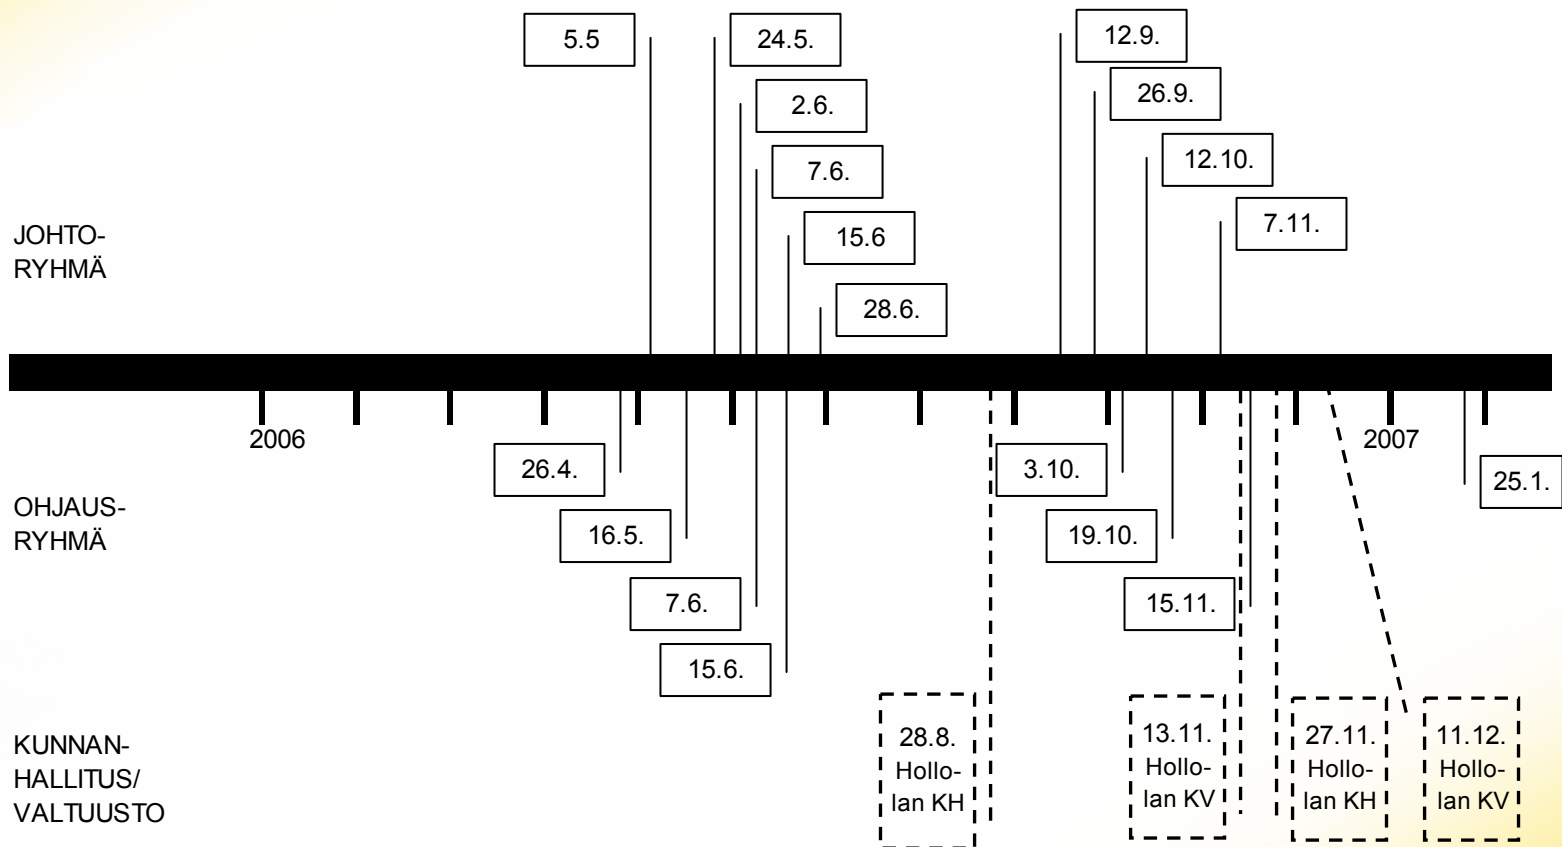 5.5
24.5.
2.6.
7.6.
15.6
28.6.
12.9.
26.9.
12.10.
7.11.
JOHTO-
RYHMÄ
2006
2007
26.4.
16.5.
7.6.
15.6.
3.10.
19.10.
15.11.
25.1.
OHJAUS-
RYHMÄ
KUNNAN-
HALLITUS/
VALTUUSTO
28.8.
Hollo-
lan KH
13.11.
Hollo-
lan KV
27.11.
Hollo-
lan KH
11.12.
Hollo-
lan KV